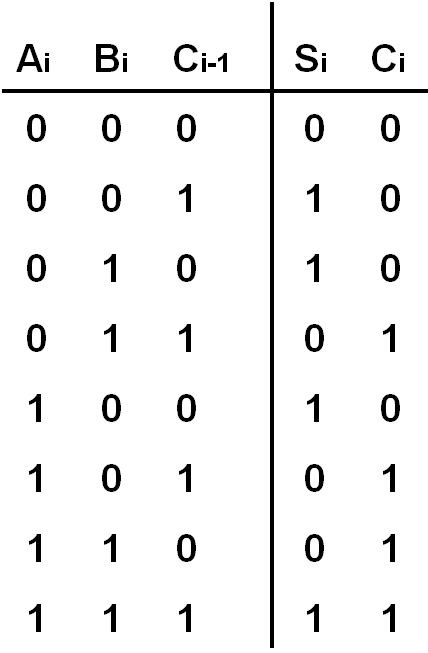 Ai Bi Ci-1 Si Ci
0 0 0 0 0
0 0 1 1 0
0 1 0 1 0
0 1 1 0 1
1 0 0 1 0
1 0 1 0 1
1 1 0 0 1
1 1 1 1 1